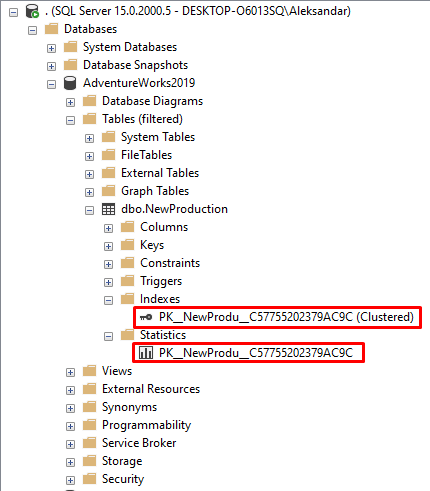 . (SQL Server 15.0.2000.5 - DESKTOP-O6013SQ\Aleksandar)
Databases
System Databases
Database Snapshots
AdventureWorks2019
Database Diagrams
Tables (filtered)
System Tables
FileTables
External Tables
Graph Tables
dbo.NewProduction
Columns
Keys
Constraints
Triggers
Indexes
PK__NewProdu__C57755202379AC9C (Clustered)
Statistics
PK__NewProdu__C57755202379AC9C
Views
External Resources
Synonyms
Programmability
Service Broker
Storage
Security